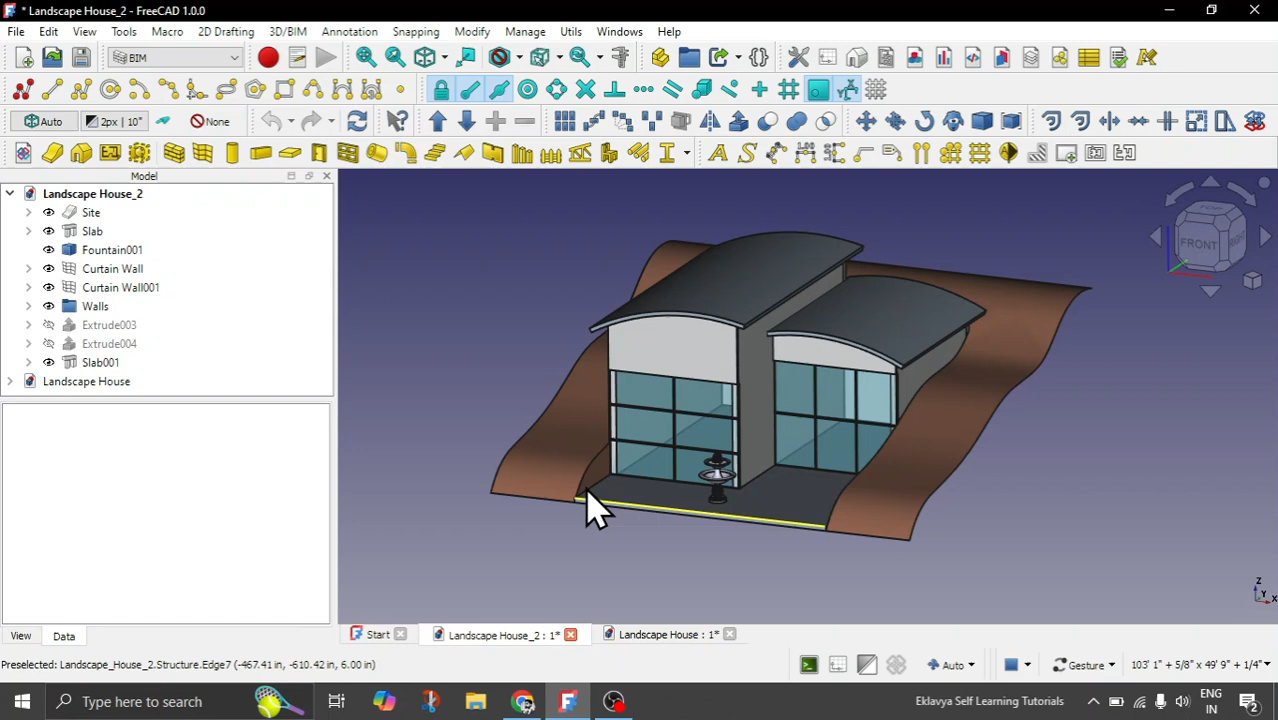 * Landscape House_2 - FreeCAD 1.0.0
File Edit View Tools Macro 2D Drafting 3D/BIM Annotation Snapping Modify Manage Utils Windows Help
BIM
Auto 2px | 10" None
Model
Landscape House_2
Site
Slab
Fountain001
Curtain Wall
Curtain Wall001
Walls
Extrude003
Extrude004
Slab001
Landscape House
TOP
FRONT
RIGHT
Z
Y
X
View Data
Start Landscape House_2 : 1* Landscape House : 1*
Preselected: Landscape_House_2.Structure.Edge7 (-467.41 in, -610.42 in, 6.00 in)
Auto Gesture 103' 1" + 5/8" x 49' 9" + 1/4"
Type here to search
Eklavya Self Learning Tutorials
ENG
IN
2